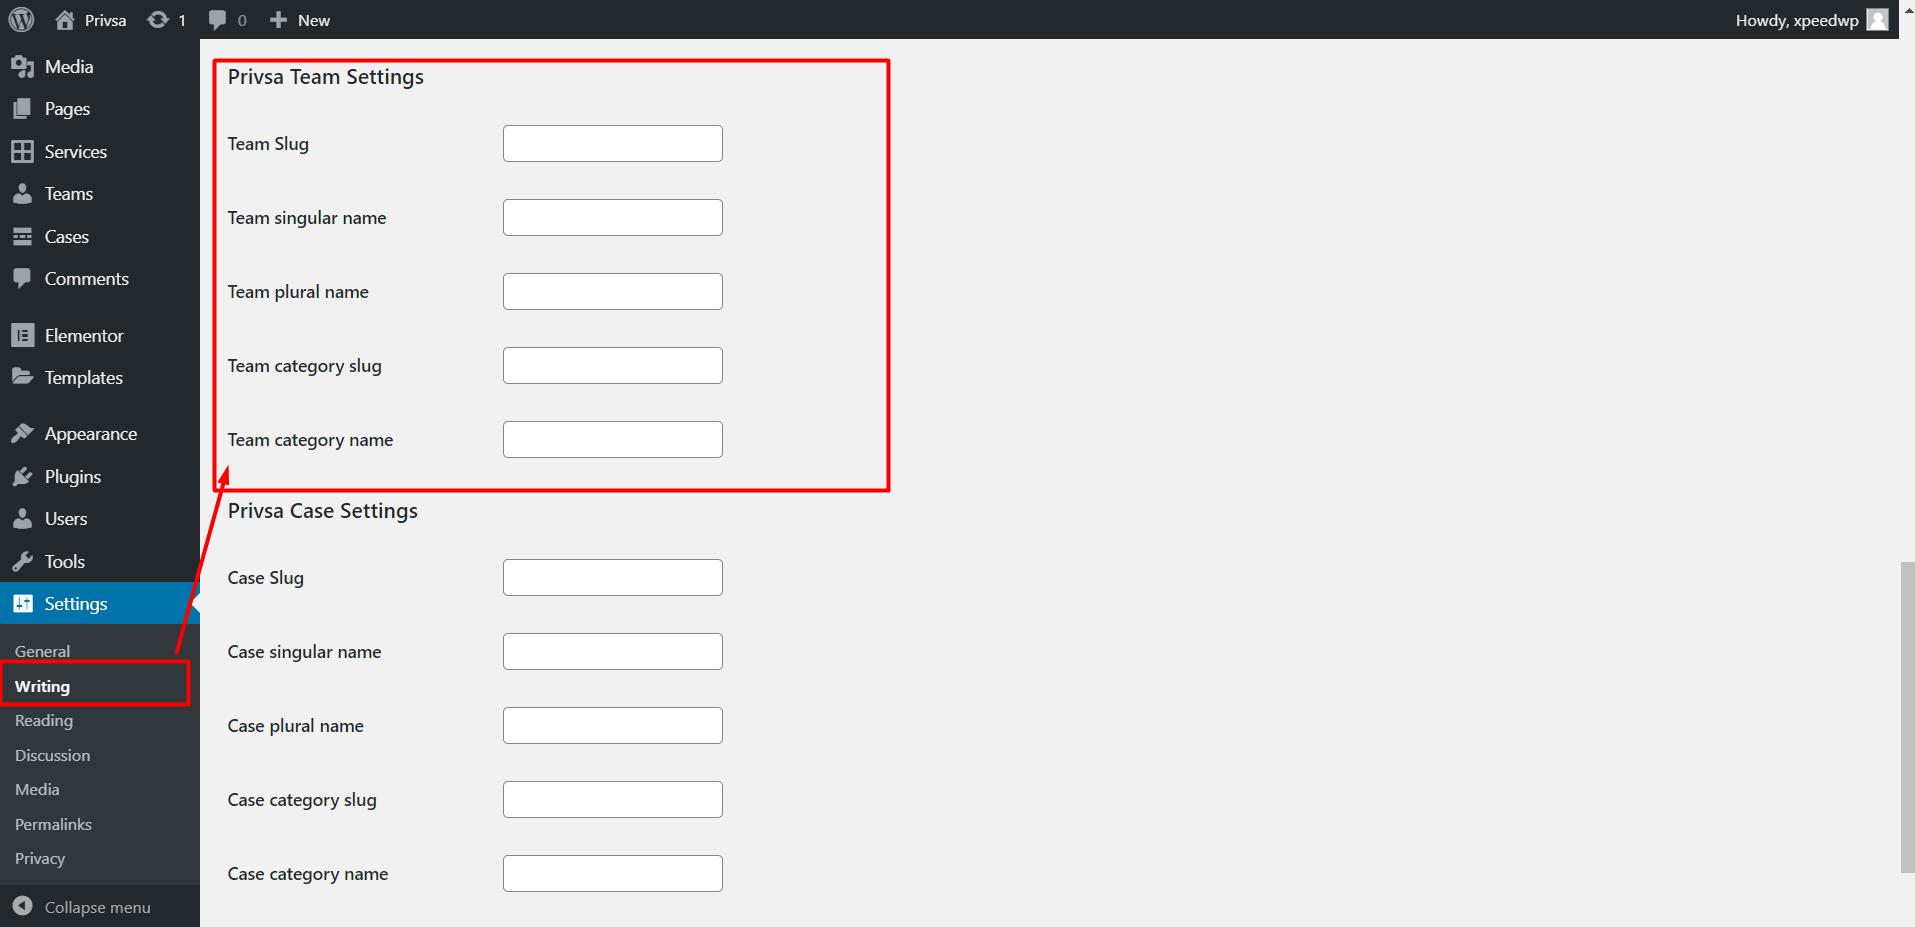 Privsa 1 0 New Howdy, xpeedwp
Media
Pages
Services
Teams
Cases
Comments
Elementor
Templates
Appearance
Plugins
Users
Tools
Settings
General
Writing
Reading
Discussion
Media
Permalinks
Privacy
Collapse menu
Privsa Team Settings
Team Slug
Team singular name
Team plural name
Team category slug
Team category name
Privsa Case Settings
Case Slug
Case singular name
Case plural name
Case category slug
Case category name